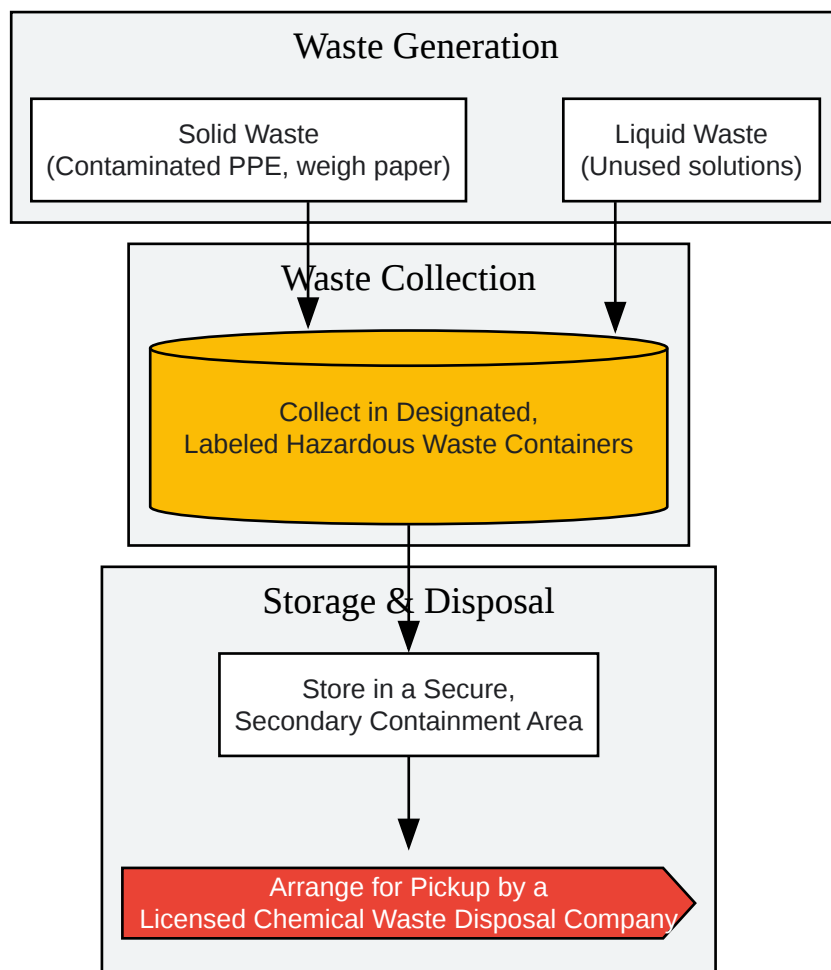 Waste Generation
Solid Waste
(Contaminated PPE, weigh paper)
Liquid Waste
(Unused solutions)
Waste Collection
Collect in Designated,
Labeled Hazardous Waste Containers
Storage & Disposal
Store in a Secure,
Secondary Containment Area
Arrange for Pickup by a
Licensed Chemical Waste Disposal Company